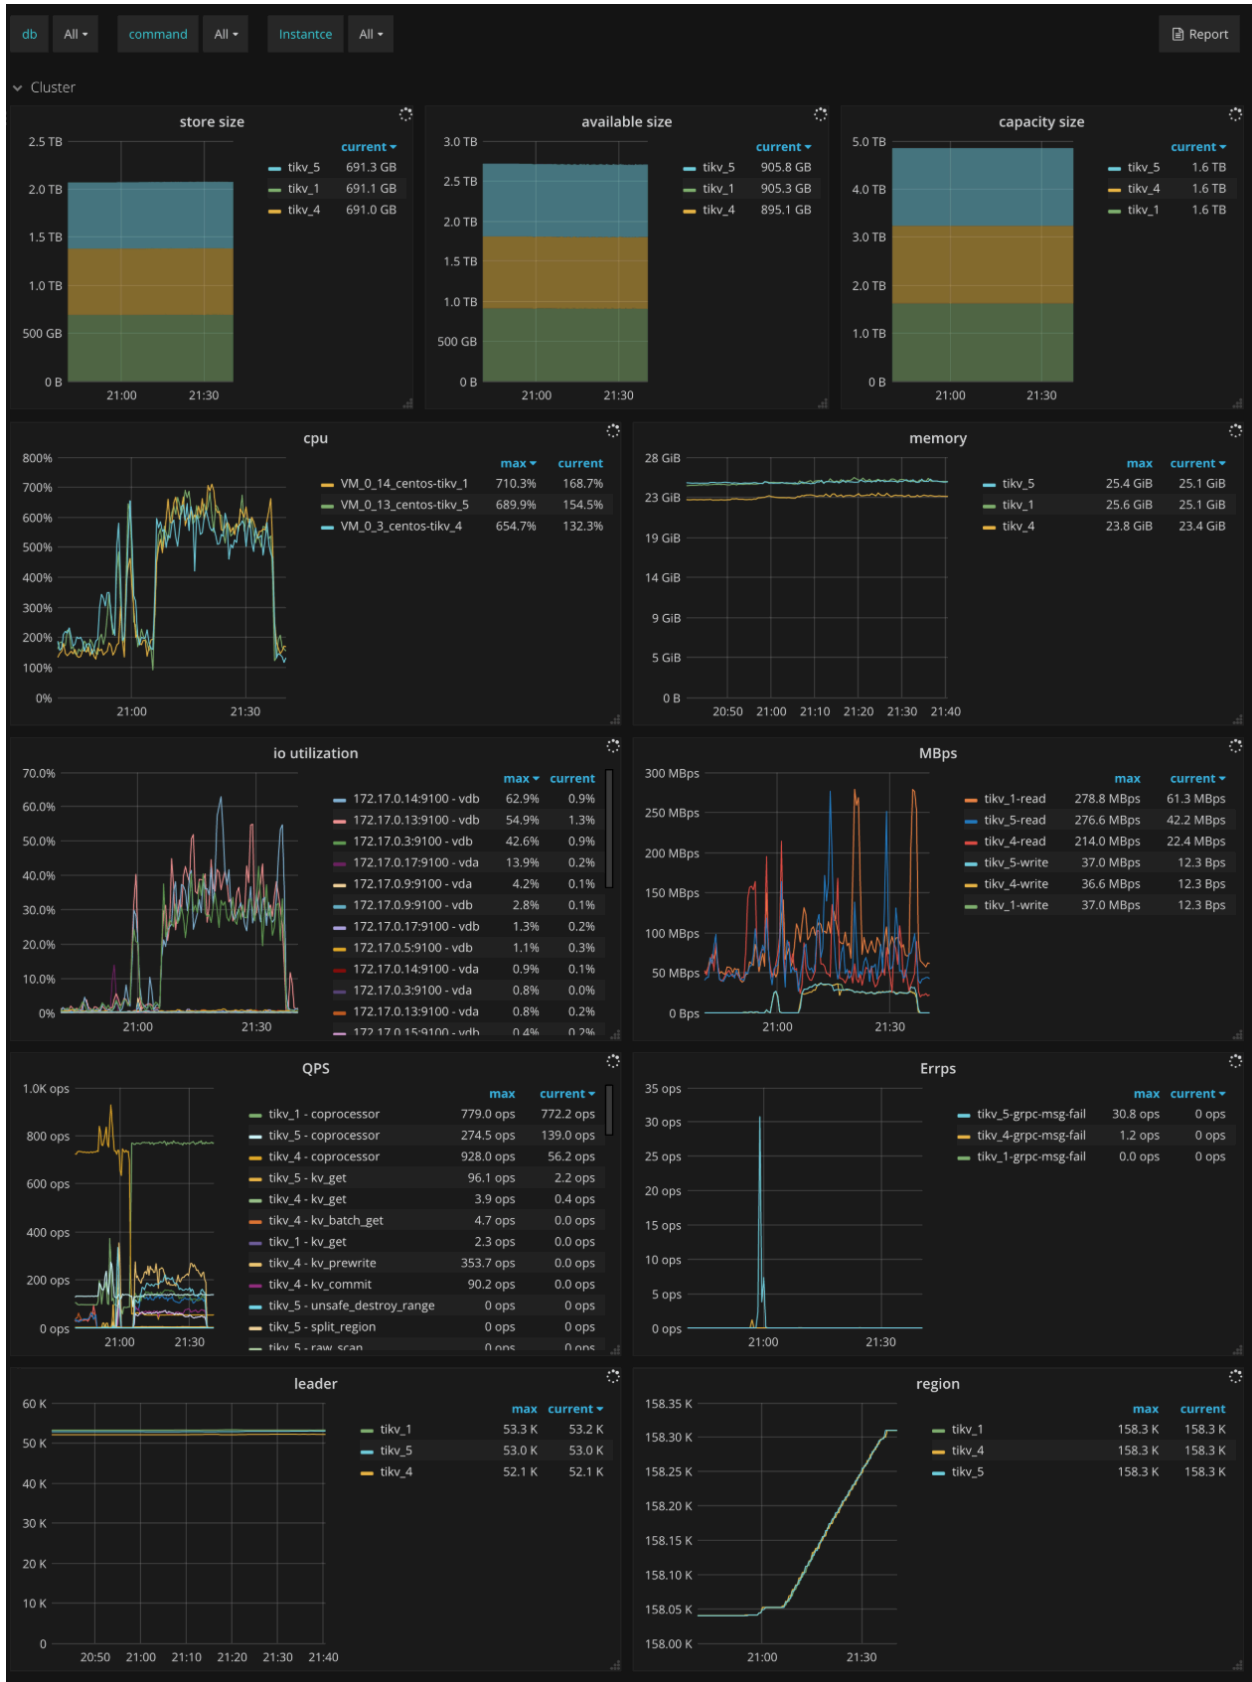 db All command All Instantce All Report
Cluster
store size
2.5 TB
2.0 TB
1.5 TB
1.0 TB
500 GB
0 B
21:00 21:30
current
tikv_5 691.3 GB
tikv_1 691.1 GB
tikv_4 691.0 GB
available size
3.0 TB
2.5 TB
2.0 TB
1.5 TB
1.0 TB
500 GB
0 B
21:00 21:30
current
tikv_5 905.8 GB
tikv_1 905.3 GB
tikv_4 895.1 GB
capacity size
5.0 TB
4.0 TB
3.0 TB
2.0 TB
1.0 TB
0 B
21:00 21:30
current
tikv_5 1.6 TB
tikv_4 1.6 TB
tikv_1 1.6 TB
cpu
800%
700%
600%
500%
400%
300%
200%
100%
0%
21:00 21:30
max current
VM_0_14_centos-tikv_1 710.3% 168.7%
VM_0_13_centos-tikv_5 689.9% 154.5%
VM_0_3_centos-tikv_4 654.7% 132.3%
memory
28 GiB
23 GiB
19 GiB
14 GiB
9 GiB
5 GiB
0 B
20:50 21:00 21:10 21:20 21:30 21:40
max current
tikv_5 25.4 GiB 25.1 GiB
tikv_1 25.6 GiB 25.1 GiB
tikv_4 23.8 GiB 23.4 GiB
io utilization
70.0%
60.0%
50.0%
40.0%
30.0%
20.0%
10.0%
0%
21:00 21:30
max current
172.17.0.14:9100 - vdb 62.9% 0.9%
172.17.0.13:9100 - vdb 54.9% 1.3%
172.17.0.3:9100 - vdb 42.6% 0.9%
172.17.0.17:9100 - vda 13.9% 0.2%
172.17.0.9:9100 - vda 4.2% 0.1%
172.17.0.9:9100 - vdb 2.8% 0.1%
172.17.0.17:9100 - vdb 1.3% 0.2%
172.17.0.5:9100 - vdb 1.1% 0.3%
172.17.0.14:9100 - vda 0.9% 0.1%
172.17.0.3:9100 - vda 0.8% 0.0%
172.17.0.13:9100 - vda 0.8% 0.2%
172.17.0.15:9100 - vdb 0.4% 0.2%
MBps
300 MBps
250 MBps
200 MBps
150 MBps
100 MBps
50 MBps
0 Bps
21:00 21:30
max current
tikv_1-read 278.8 MBps 61.3 MBps
tikv_5-read 276.6 MBps 42.2 MBps
tikv_4-read 214.0 MBps 22.4 MBps
tikv_5-write 37.0 MBps 12.3 Bps
tikv_4-write 36.6 MBps 12.3 Bps
tikv_1-write 37.0 MBps 12.3 Bps
QPS
1.0K ops
800 ops
600 ops
400 ops
200 ops
0 ops
21:00 21:30
max current
tikv_1 - coprocessor 779.0 ops 772.2 ops
tikv_5 - coprocessor 274.5 ops 139.0 ops
tikv_4 - coprocessor 928.0 ops 56.2 ops
tikv_5 - kv_get 96.1 ops 2.2 ops
tikv_4 - kv_get 3.9 ops 0.4 ops
tikv_4 - kv_batch_get 4.7 ops 0.0 ops
tikv_1 - kv_get 2.3 ops 0.0 ops
tikv_4 - kv_prewrite 353.7 ops 0.0 ops
tikv_4 - kv_commit 90.2 ops 0.0 ops
tikv_5 - unsafe_destroy_range 0 ops 0 ops
tikv_5 - split_region 0 ops 0 ops
tikv_5 - raw_scan 0 ops 0 ops
Errps
35 ops
30 ops
25 ops
20 ops
15 ops
10 ops
5 ops
0 ops
21:00 21:30
max current
tikv_5-grpc-msg-fail 30.8 ops 0 ops
tikv_4-grpc-msg-fail 1.2 ops 0 ops
tikv_1-grpc-msg-fail 0.0 ops 0 ops
leader
60 K
50 K
40 K
30 K
20 K
10 K
0
20:50 21:00 21:10 21:20 21:30 21:40
max current
tikv_1 53.3 K 53.2 K
tikv_5 53.0 K 53.0 K
tikv_4 52.1 K 52.1 K
region
158.35 K
158.30 K
158.25 K
158.20 K
158.15 K
158.10 K
158.05 K
158.00 K
21:00 21:30
max current
tikv_1 158.3 K 158.3 K
tikv_4 158.3 K 158.3 K
tikv_5 158.3 K 158.3 K